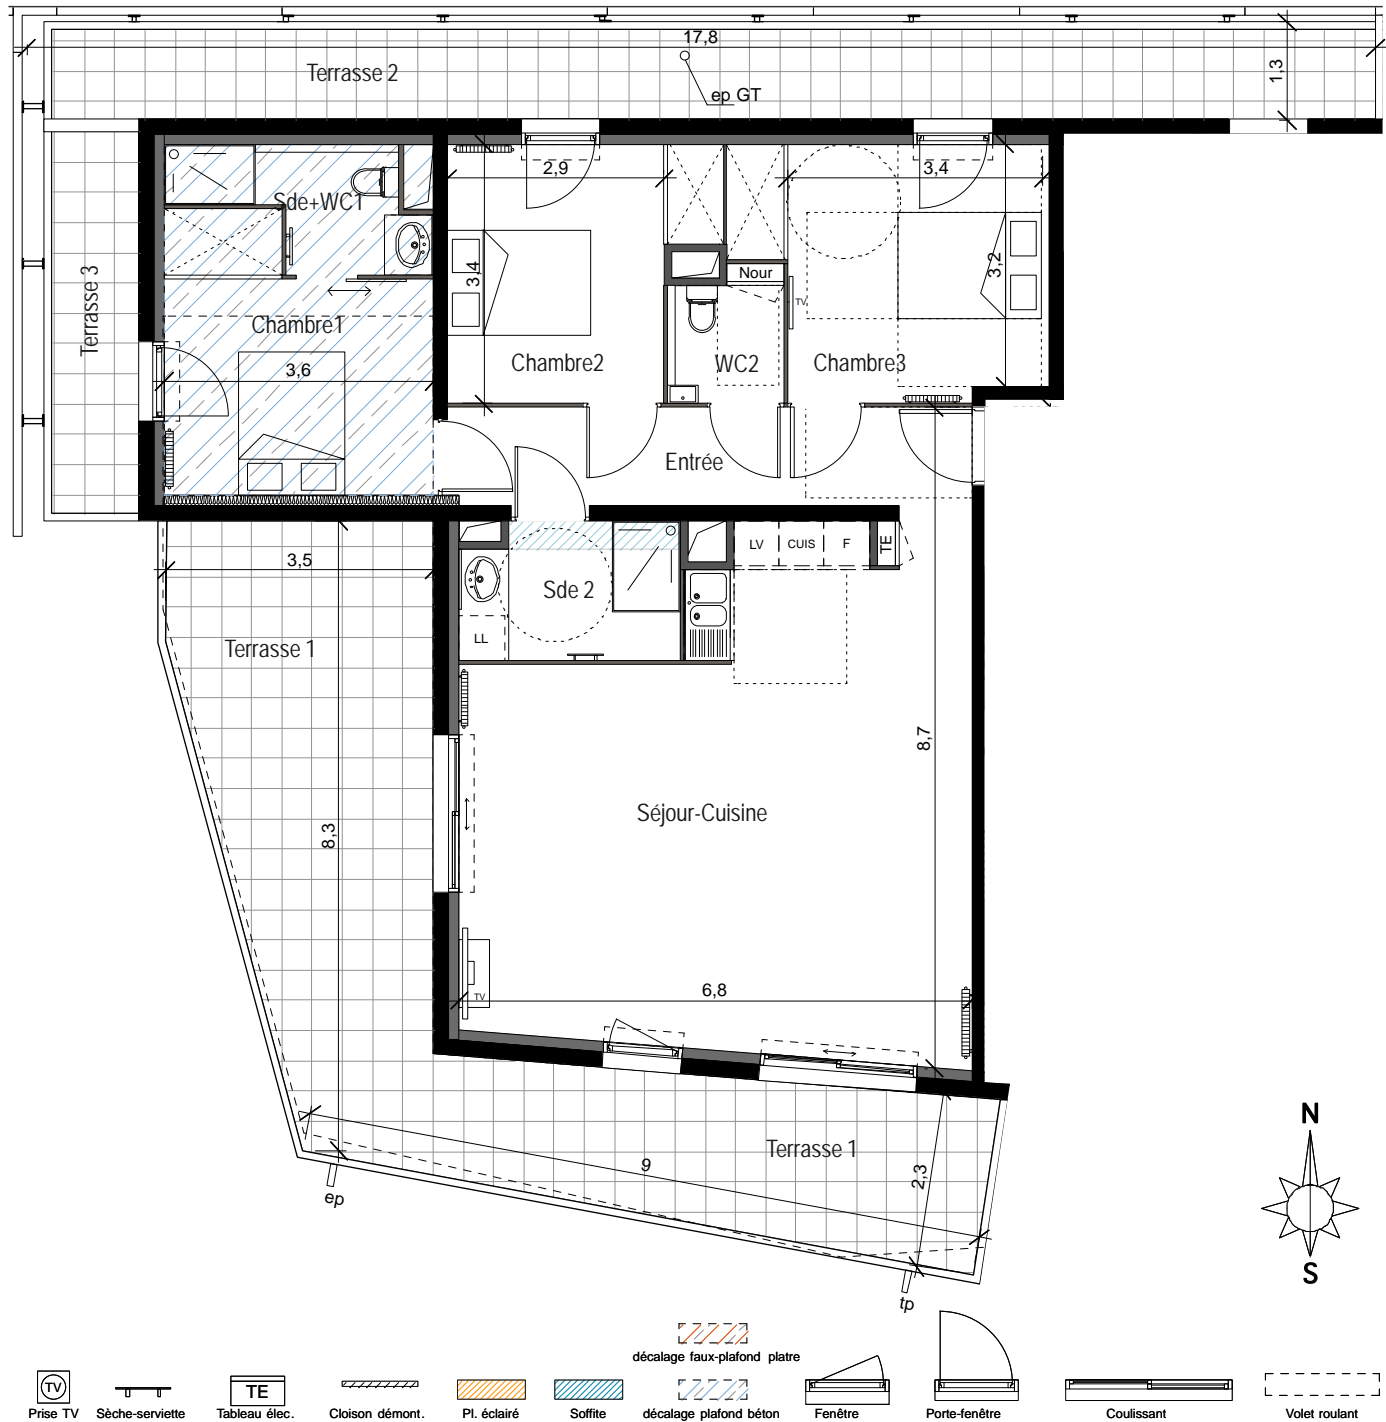 17,8
Terrasse 2
1,3
ep GT
Sde+WC1
2,9
3,4
Terrasse 3
3,4
Nour
3,2
TV
Chambre1
Chambre2
WC2
Chambre3
3,6
Entrée
LV
CUIS
F
TE
3,5
Sde 2
Terrasse 1
LL
8,7
8,3
Séjour-Cuisine
6,8
TV
Terrasse 1
9
2,3
ep
tp
N
S
décalage faux-plafond platre
TV
TE
Prise TV
Sèche-serviette
Tableau élec.
Cloison démont.
Pl. éclairé
Soffite
décalage plafond béton
Fenêtre
Porte-fenêtre
Coulissant
Volet roulant